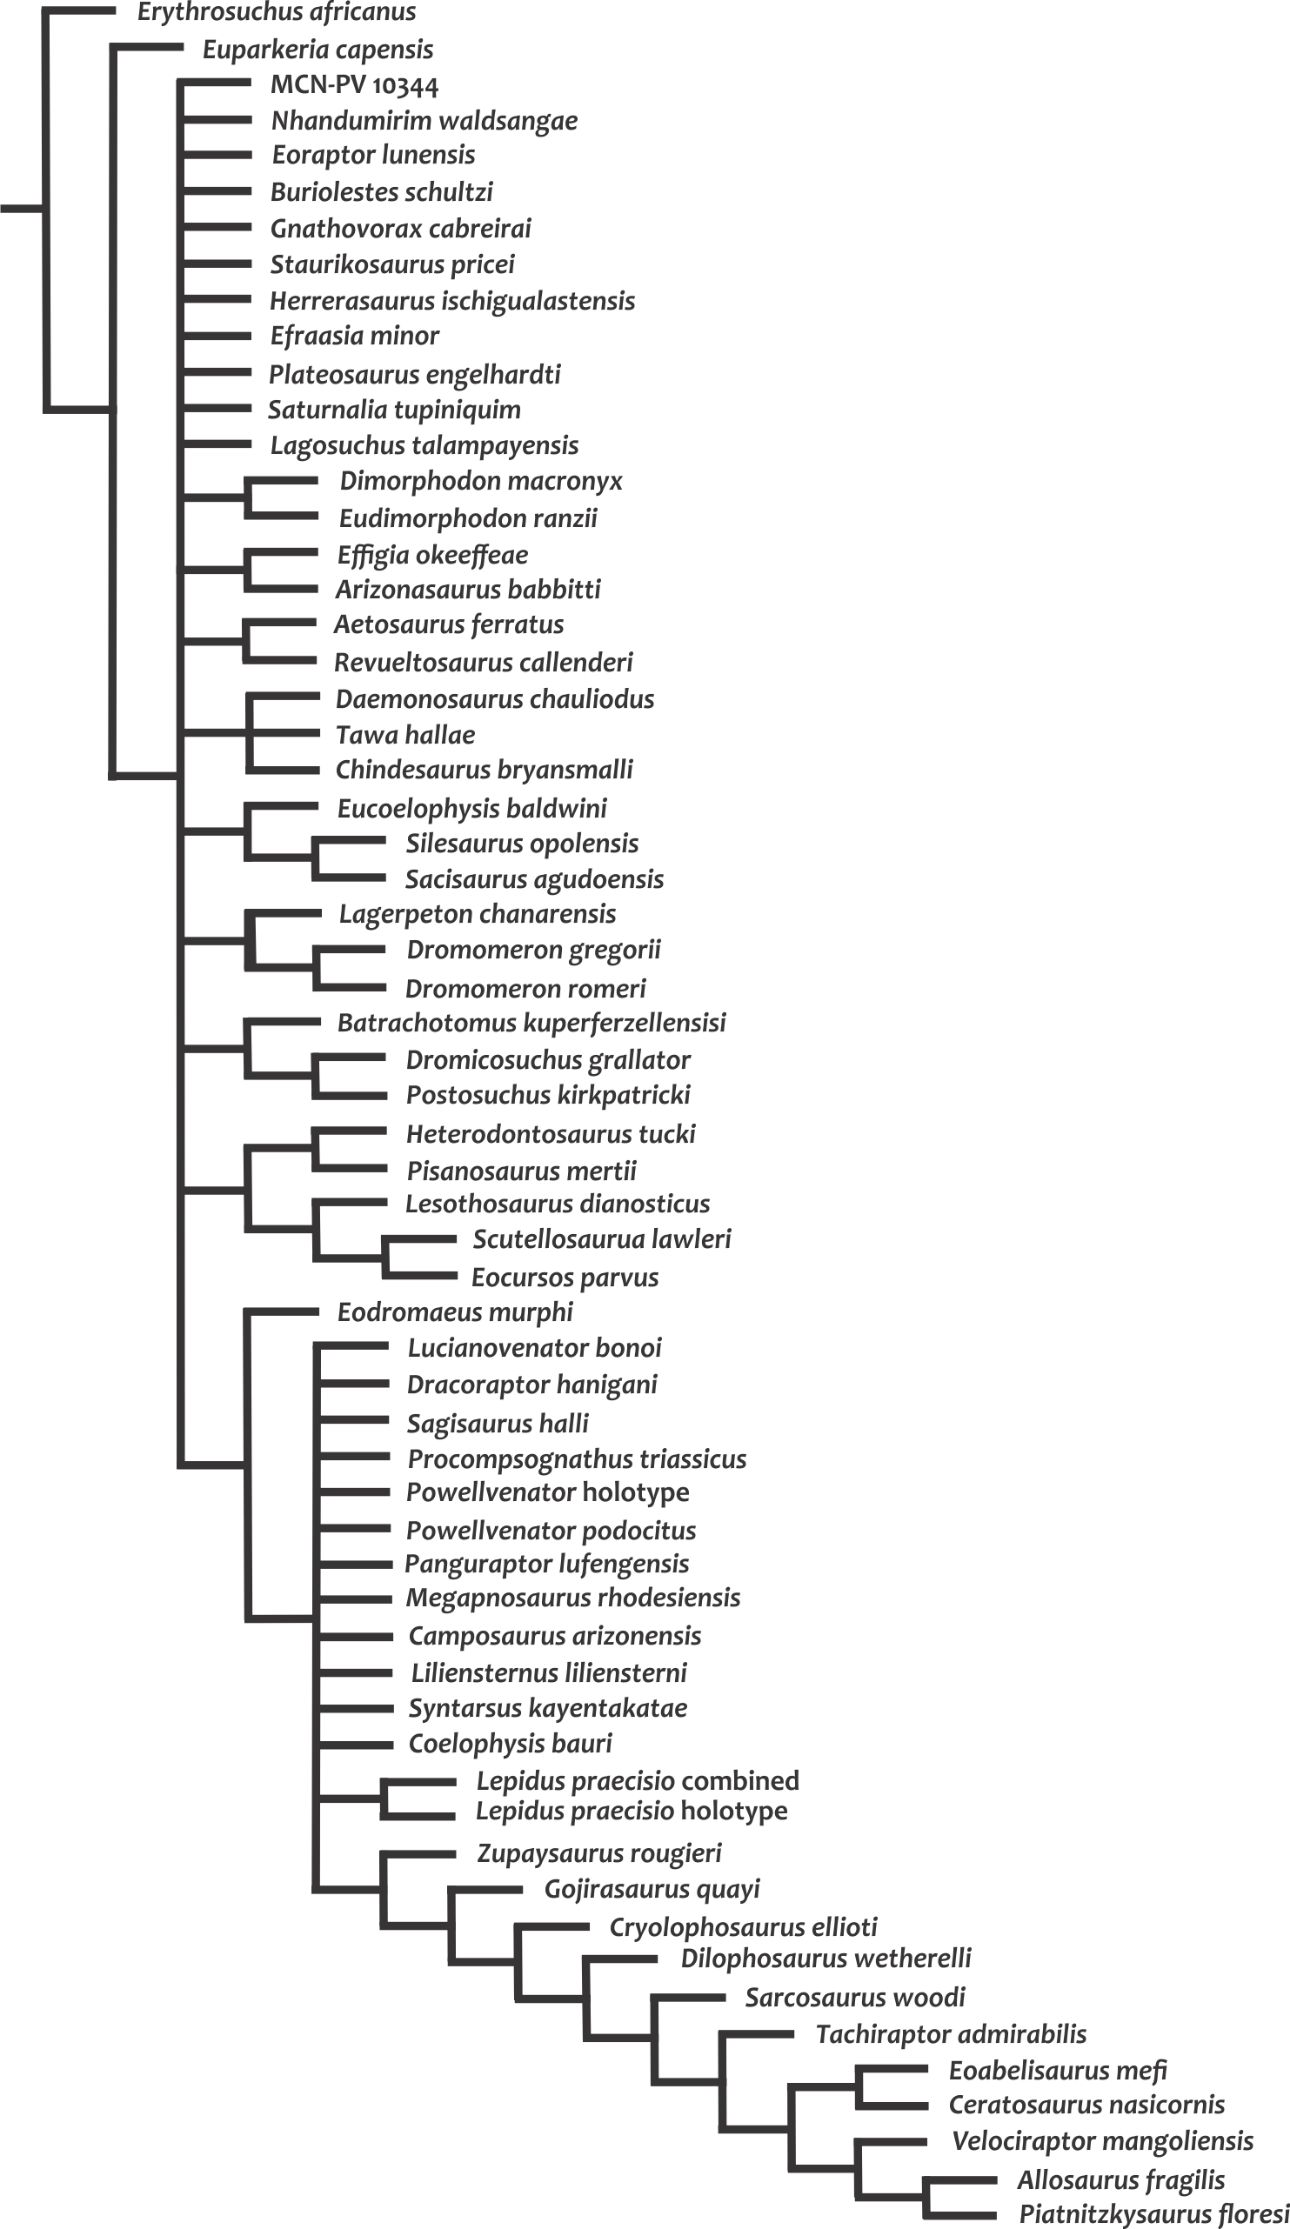 Erythrosuchus africanus
Euparkeria capensis
MCN-PV 10344
Nhandumirim waldsangae
Eoraptor lunensis
Buriolestes schultzi
Gnathovorax cabreirai
Staurikosaurus pricei
Herrerasaurus ischigualastensis
Efraasia minor
Plateosaurus engelhardti
Saturnalia tupiniquim
Lagosuchus talampayensis
Dimorphodon macronyx
Eudimorphodon ranzii
Effigia okeeffeae
Arizonasaurus babbitti
Aetosaurus ferratus
Revueltosaurus callenderi
Daemonosaurus chauliodus
Tawa hallae
Chindesaurus bryansmalli
Eucoelophysis baldwini
Silesaurus opolensis
Sacisaurus agudoensis
Lagerpeton chanarensis
Dromomeron gregorii
Dromomeron romeri
Batrachotomus kuperferzellensisi
Dromicosuchus grallator
Postosuchus kirkpatricki
Heterodontosaurus tucki
Pisanosaurus mertii
Lesothosaurus dianosticus
Scutellosaurua lawleri
Eocursos parvus
Eodromaeus murphi
Lucianovenator bonoi
Dracoraptor hanigani
Sagisaurus halli
Procompsognathus triassicus
Powellvenator holotype
Powellvenator podocitus
Panguraptor lufengensis
Megapnosaurus rhodesiensis
Camposaurus arizonensis
Liliensternus liliensterni
Syntarsus kayentakatae
Coelophysis bauri
Lepidus praecisio combined
Lepidus praecisio holotype
Zupaysaurus rougieri
Gojirasaurus quayi
Cryolophosaurus ellioti
Dilophosaurus wetherelli
Sarcosaurus woodi
Tachiraptor admirabilis
Eoabelisaurus mefi
Ceratosaurus nasicornis
Velociraptor mangoliensis
Allosaurus fragilis
Piatnitzkysaurus floresi